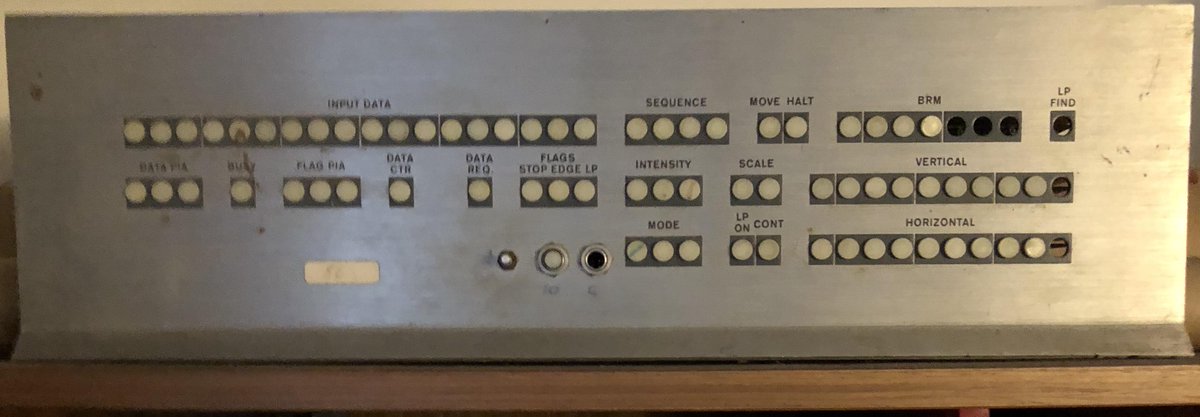 INPUT DATA
SEQUENCE
MOVE HALT
BRM
LP
FIND
DATA PIA
BUSY
FLAG PIA
DATA
CTR
DATA
REQ.
FLAGS
STOP EDGE LP
INTENSITY
SCALE
VERTICAL
MODE
LP
ON CONT
HORIZONTAL